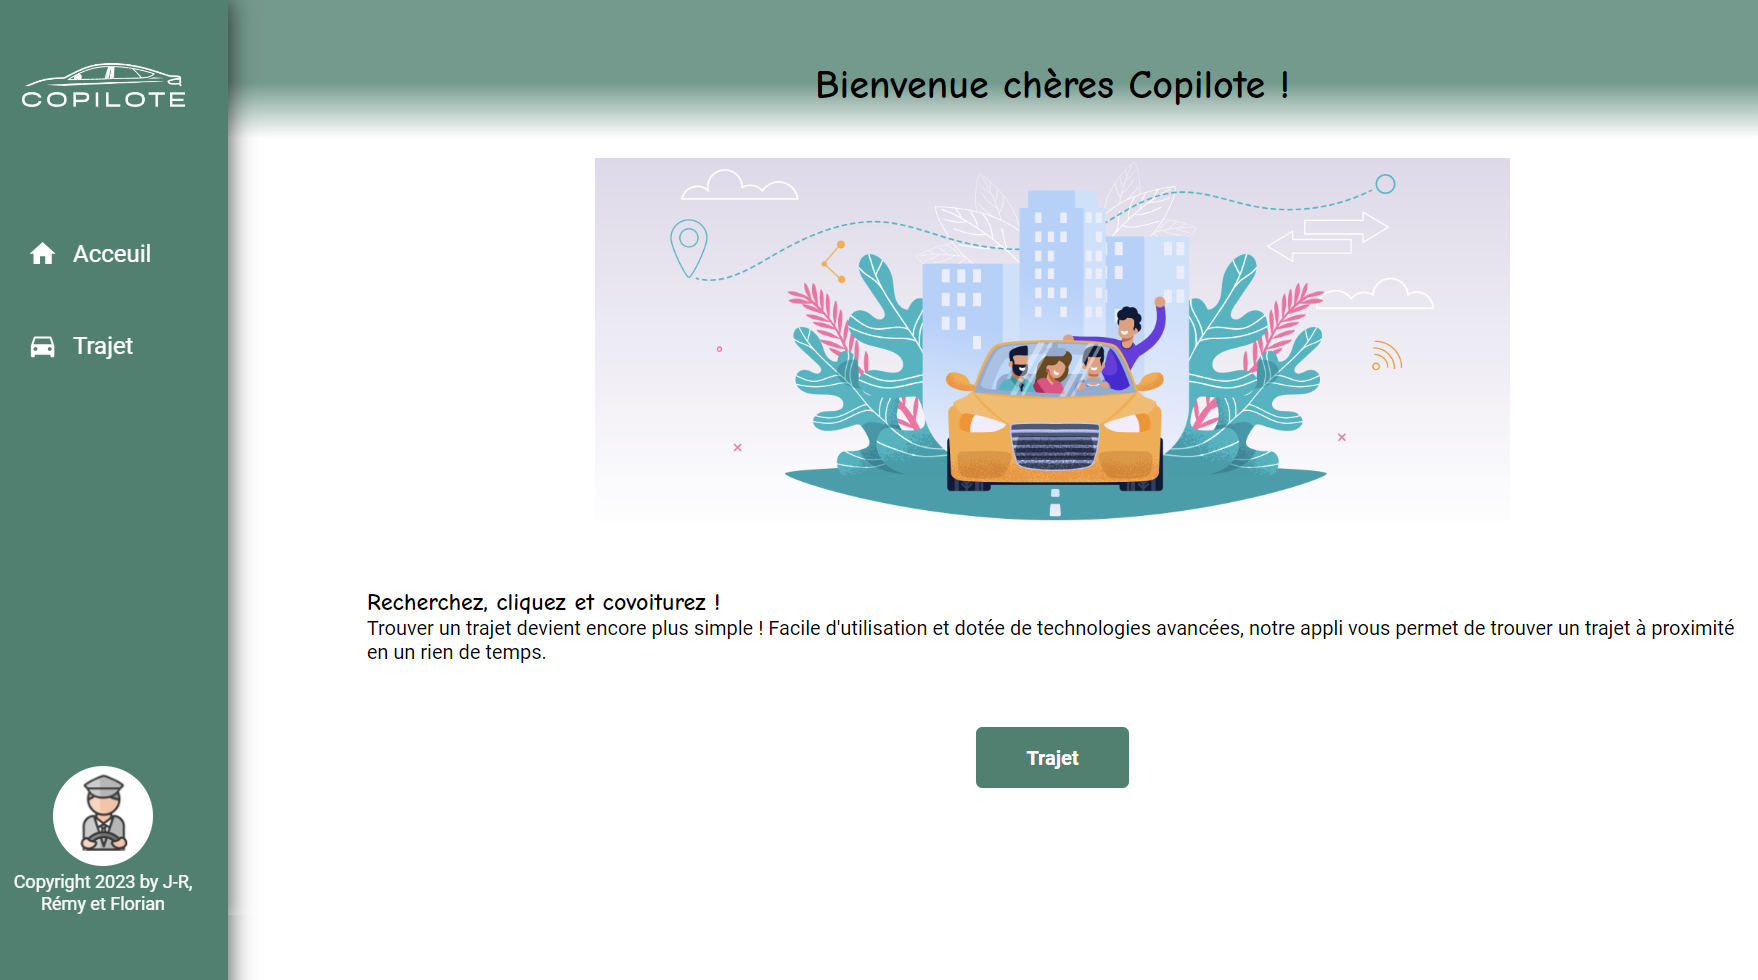 COPILOTE
Acceuil
Trajet
Copyright 2023 by J-R,
Rémy et Florian
Bienvenue chères Copilote !
Recherchez, cliquez et covoiturez !
Trouver un trajet devient encore plus simple ! Facile d'utilisation et dotée de technologies avancées, notre appli vous permet de trouver un trajet à proximité
en un rien de temps.
Trajet